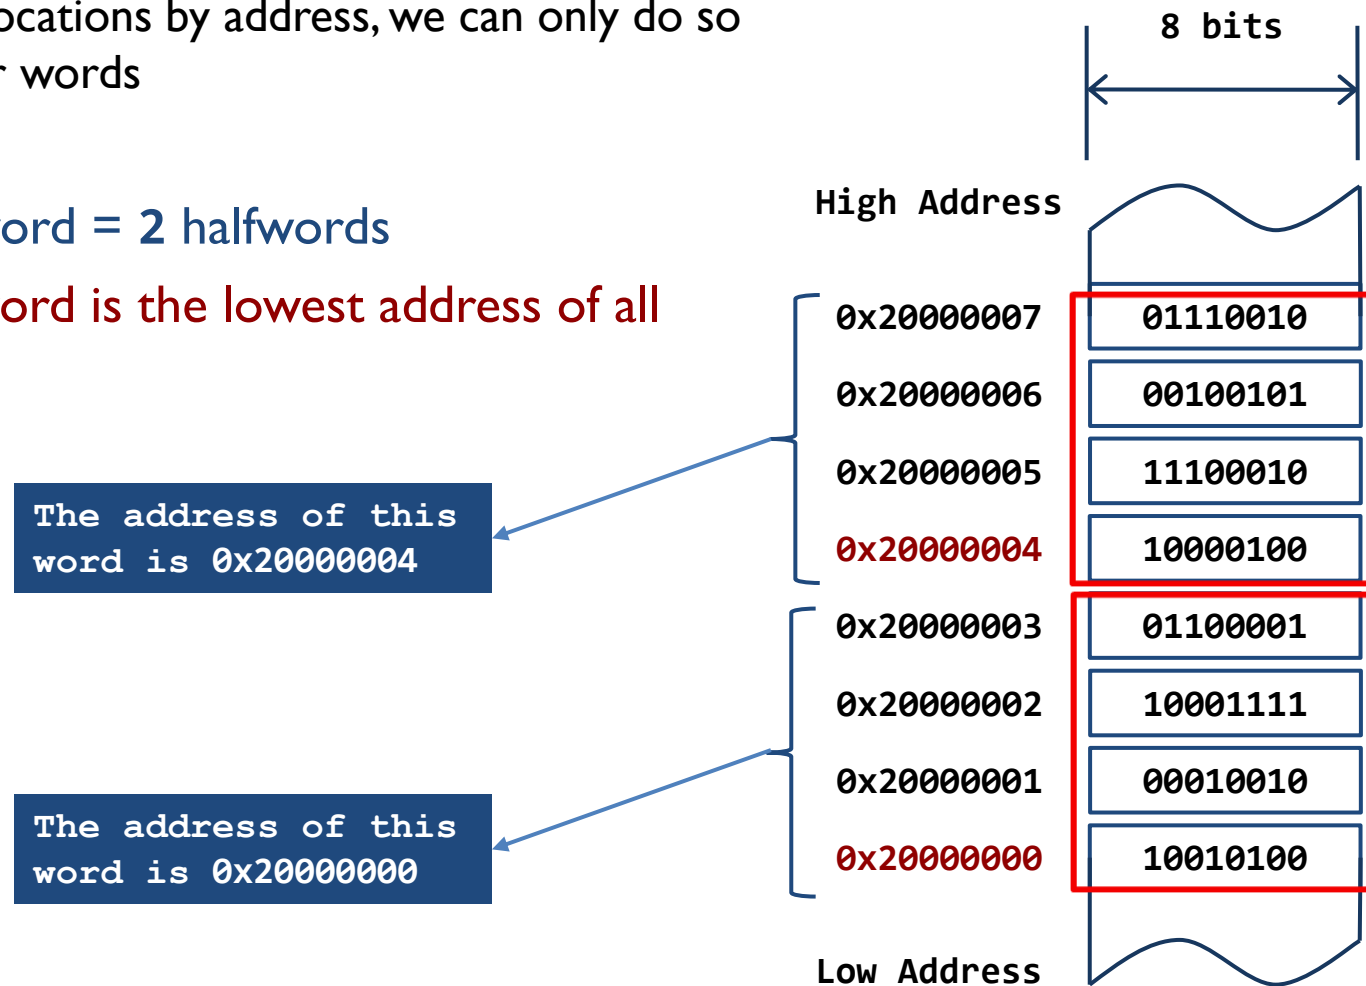 ocations by address, we can only do so
r words
ord = 2 halfwords
ord is the lowest address of all
The address of this
word is 0x20000004
The address of this
word is 0x20000000
8 bits
High Address
0x20000007 01110010
0x20000006 00100101
0x20000005 11100010
0x20000004 10000100
0x20000003 01100001
0x20000002 10001111
0x20000001 00010010
0x20000000 10010100
Low Address